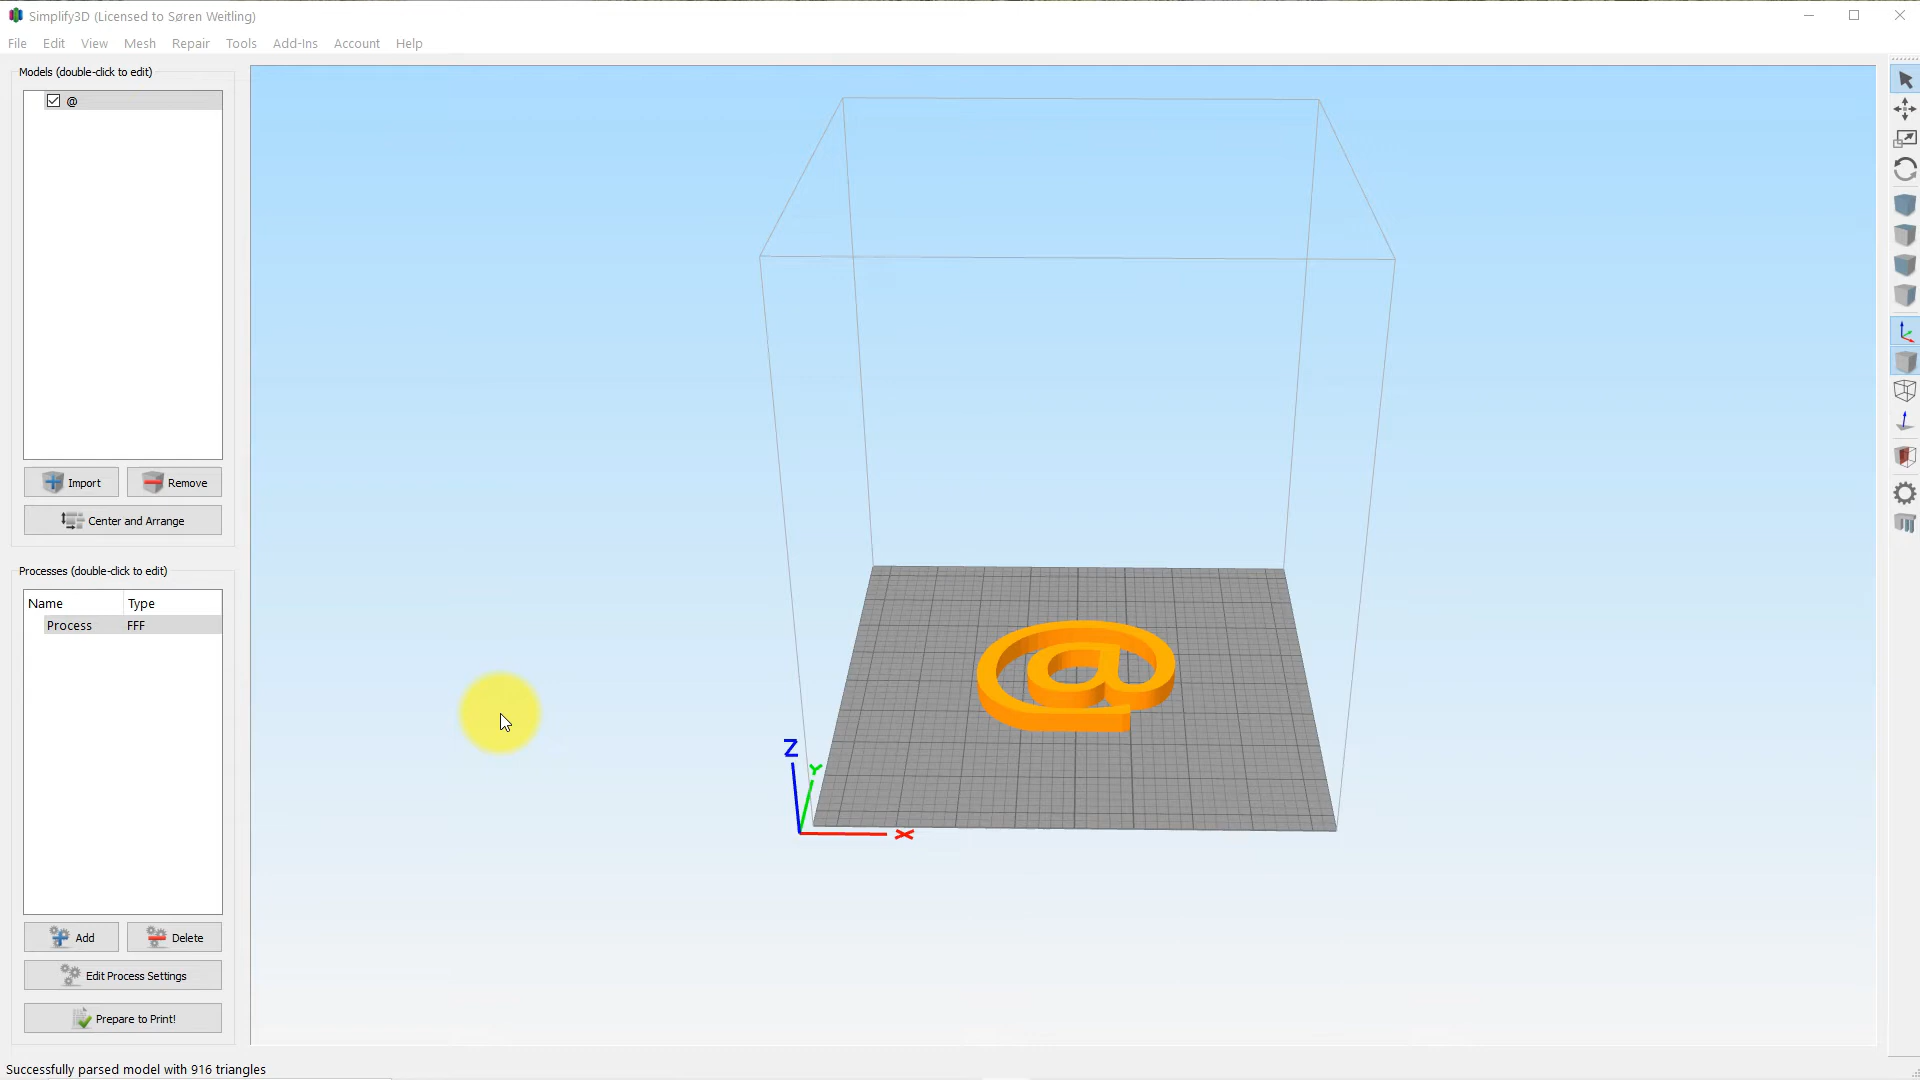 Simplify3D (Licensed to Søren Weitling)
File Edit View Mesh Repair Tools Add-Ins Account Help
Models (double-click to edit)
@
Import Remove
Center and Arrange
Processes (double-click to edit)
Name Type
Process FFF
Add Delete
Edit Process Settings
Prepare to Print!
@
Z
Y
X
Successfully parsed model with 916 triangles